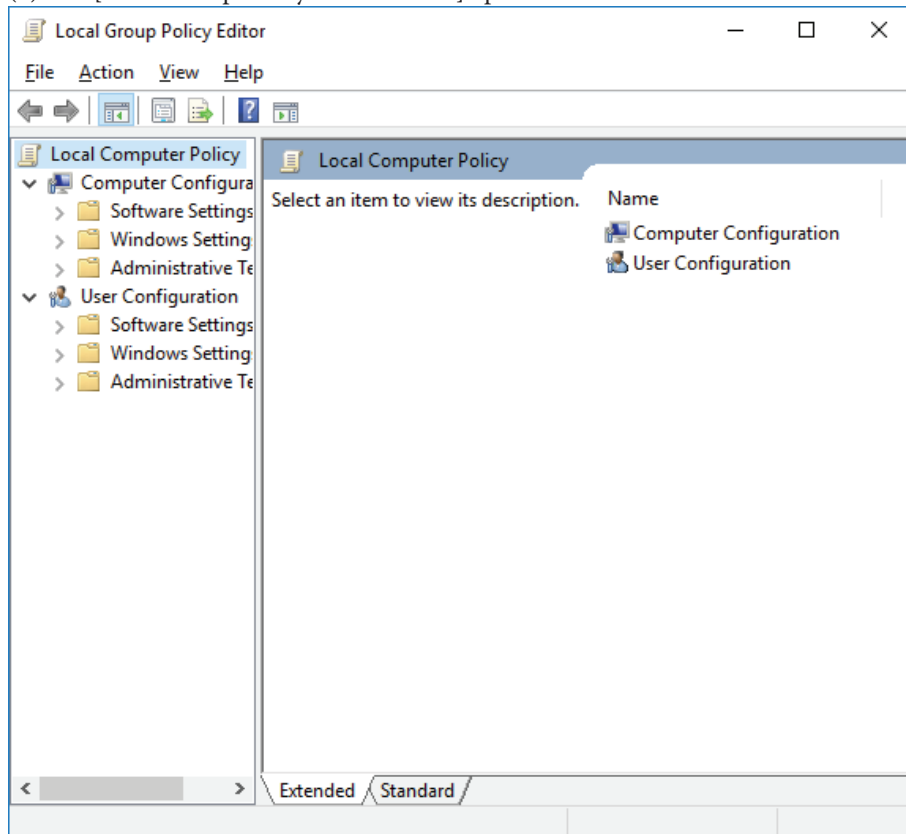 Local Group Policy Editor
File Action View Help
Local Computer Policy
Computer Configura
Software Settings
Windows Setting
Administrative Te
User Configuration
Software Settings
Windows Setting
Administrative Te
Local Computer Policy
Select an item to view its description.
Name
Computer Configuration
User Configuration
Extended Standard